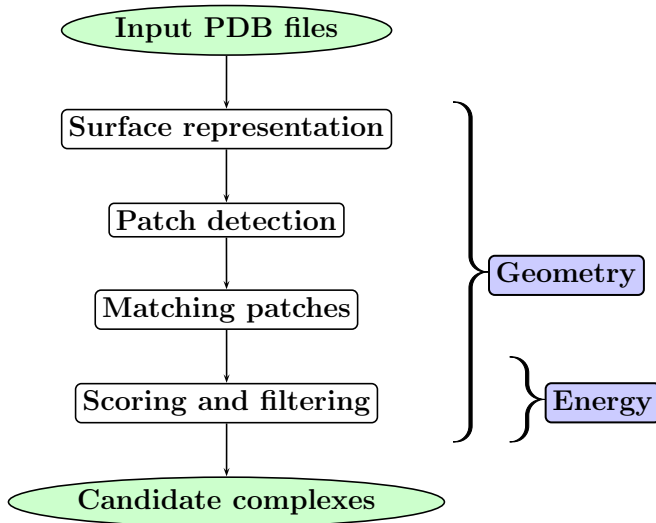 Input PDB files
Surface representation
Patch detection
Geometry
Matching patches
Scoring and filtering
Energy
Candidate complexes